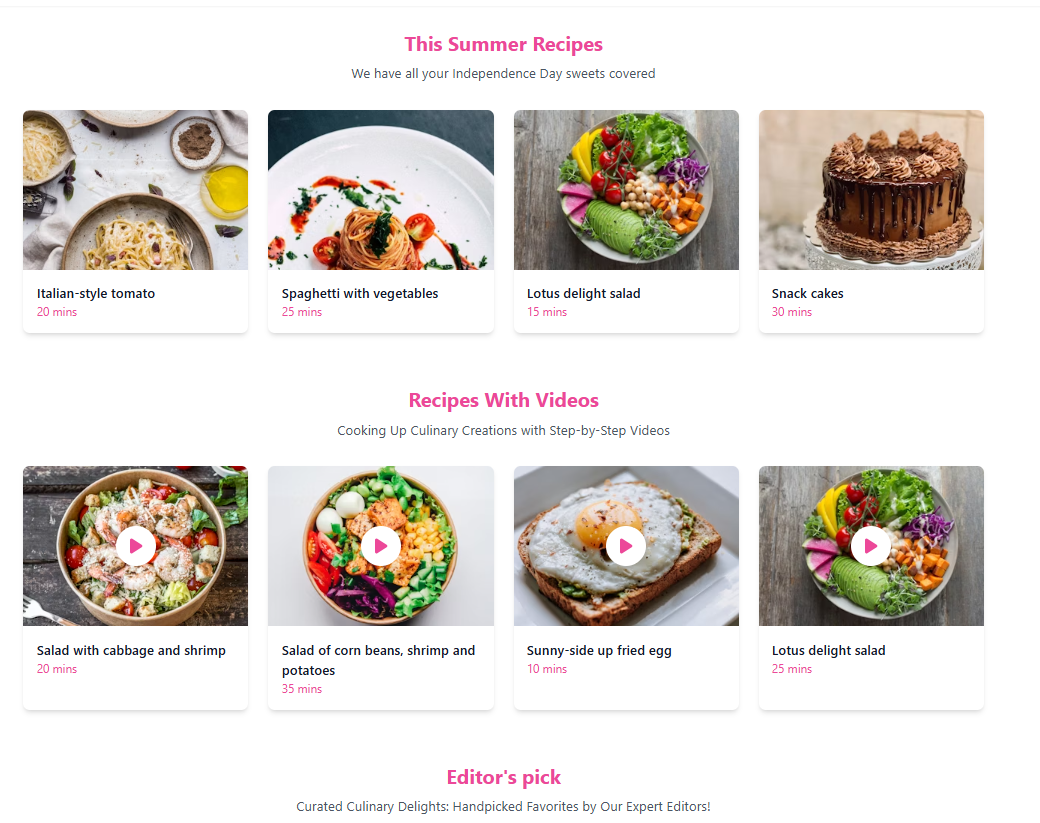 This Summer Recipes
We have all your Independence Day sweets covered
Italian-style tomato
20 mins
Spaghetti with vegetables
25 mins
Lotus delight salad
15 mins
Snack cakes
30 mins
Recipes With Videos
Cooking Up Culinary Creations with Step-by-Step Videos
Salad with cabbage and shrimp
20 mins
Salad of corn beans, shrimp and
potatoes
35 mins
Sunny-side up fried egg
10 mins
Lotus delight salad
25 mins
Editor's pick
Curated Culinary Delights: Handpicked Favorites by Our Expert Editors!